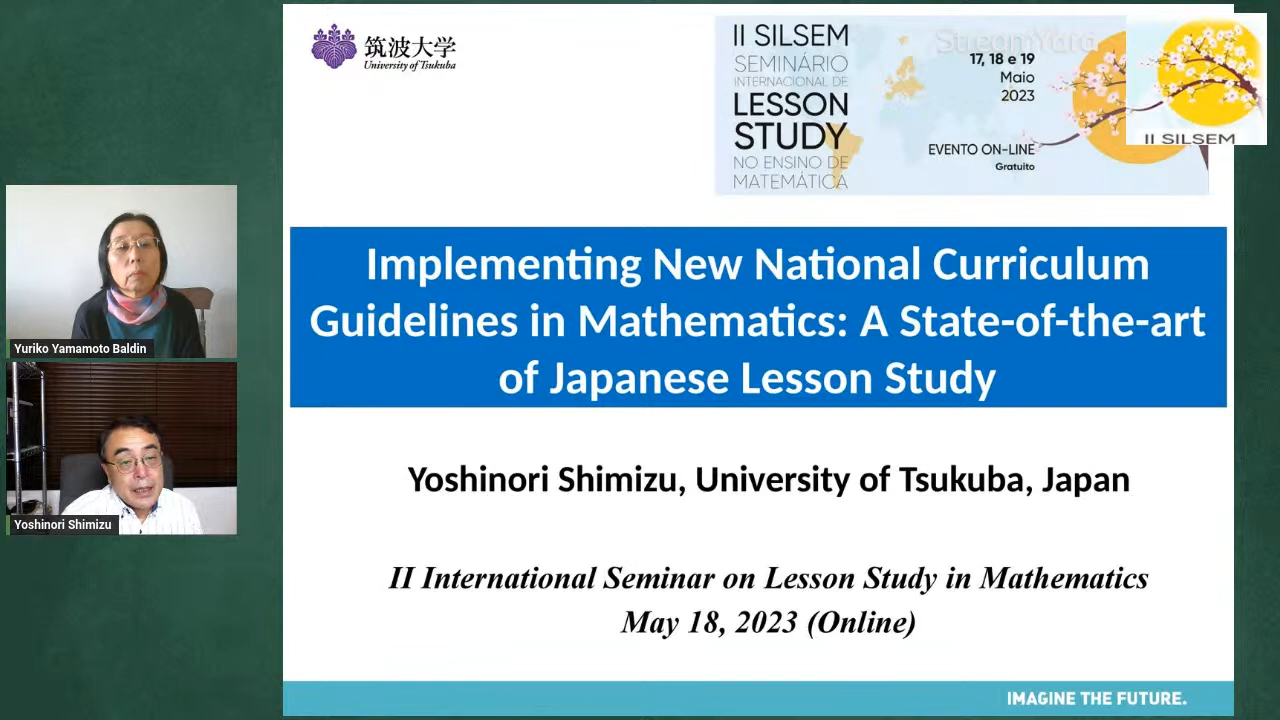 筑波大学
University of Tsukuba
II SILSEM
SEMINÁRIO
INTERNACIONAL DE
LESSON
STUDY
NO ENSINO DE
MATEMÁTICA
StreamYard
17, 18 e 19
Maio
2023
EVENTO ON-LINE
Gratuito
II SILSEM
Implementing New National Curriculum
Guidelines in Mathematics: A State-of-the-art
of Japanese Lesson Study
Yuriko Yamamoto Baldin
Yoshinori Shimizu
Yoshinori Shimizu, University of Tsukuba, Japan
II International Seminar on Lesson Study in Mathematics
May 18, 2023 (Online)
IMAGINE THE FUTURE.